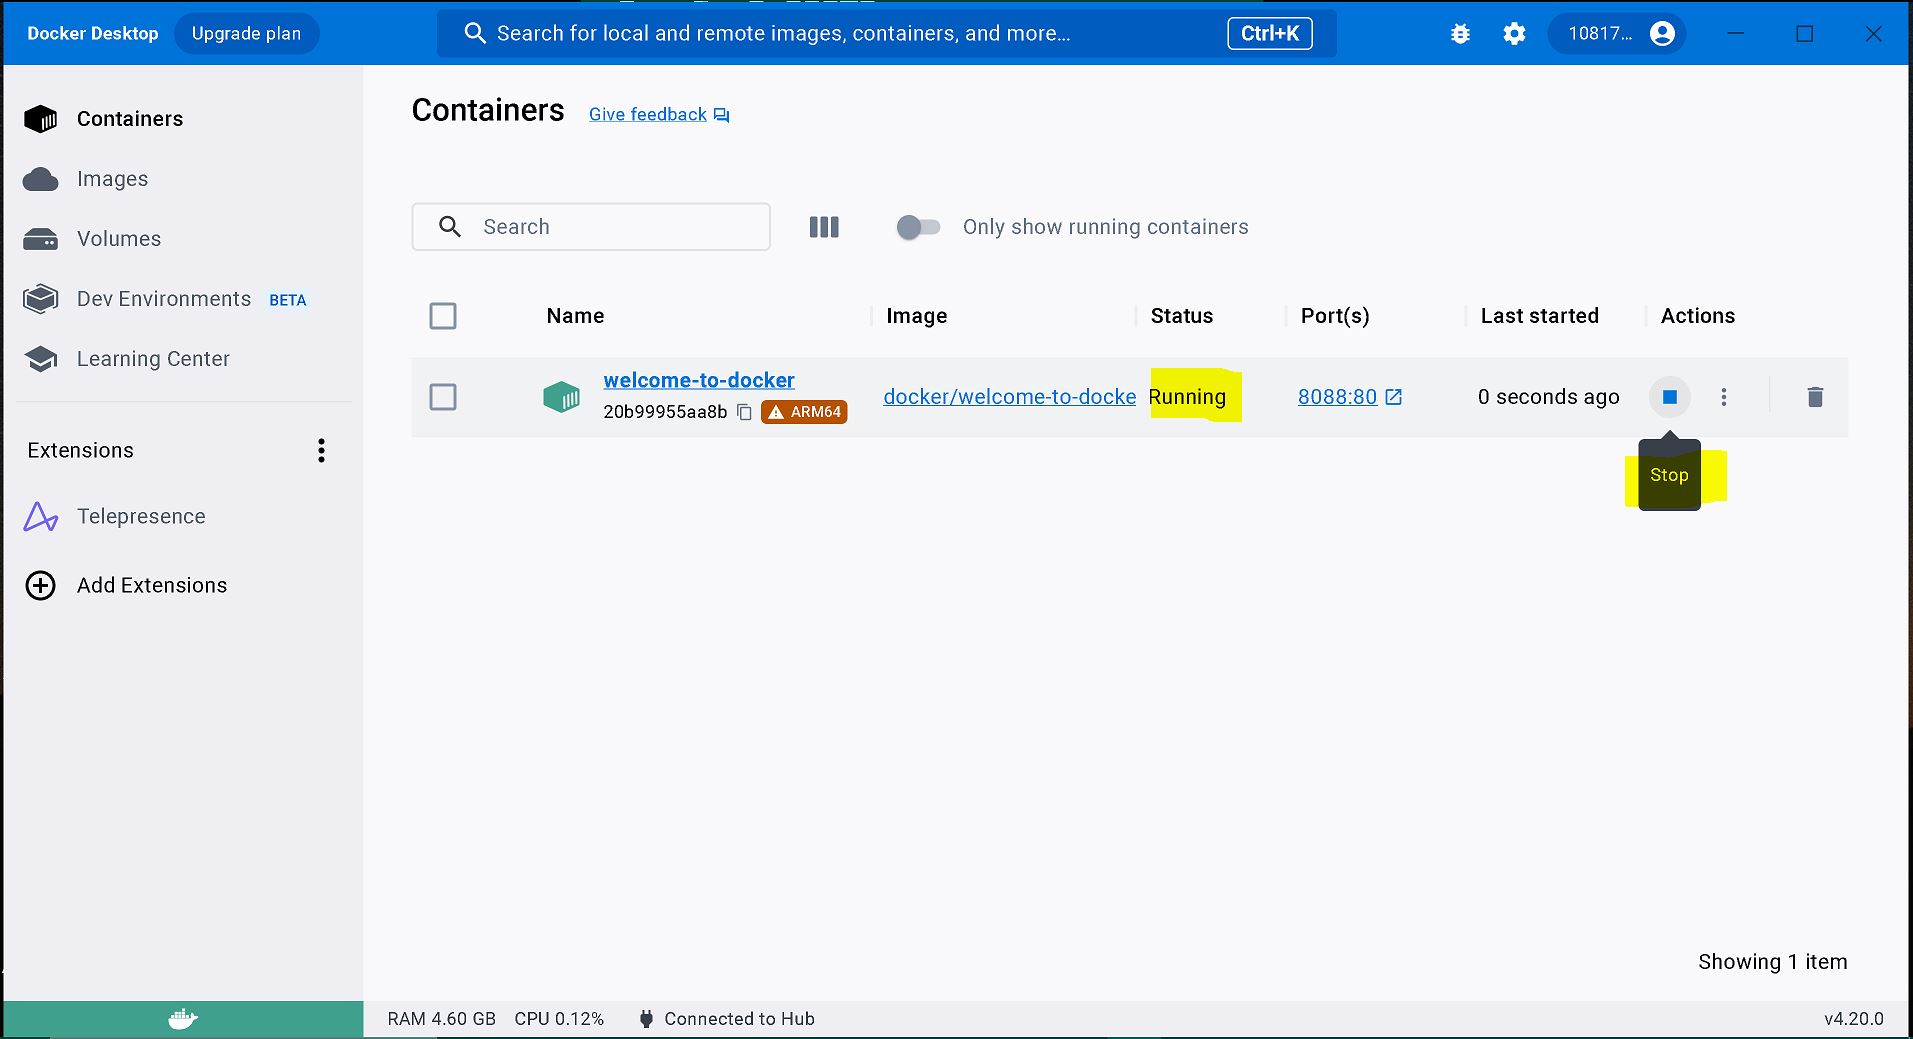 Docker Desktop Upgrade plan Search for local and remote images, containers, and more... Ctrl+K 10817...
Containers
Images
Volumes
Dev Environments BETA
Learning Center
Extensions
Telepresence
Add Extensions
Containers Give feedback
Search Only show running containers
Name Image Status Port(s) Last started Actions
welcome-to-docker
20b99955aa8b ARM64
docker/welcome-to-docke Running 8088:80 0 seconds ago
Stop
Showing 1 item
RAM 4.60 GB CPU 0.12% Connected to Hub v4.20.0